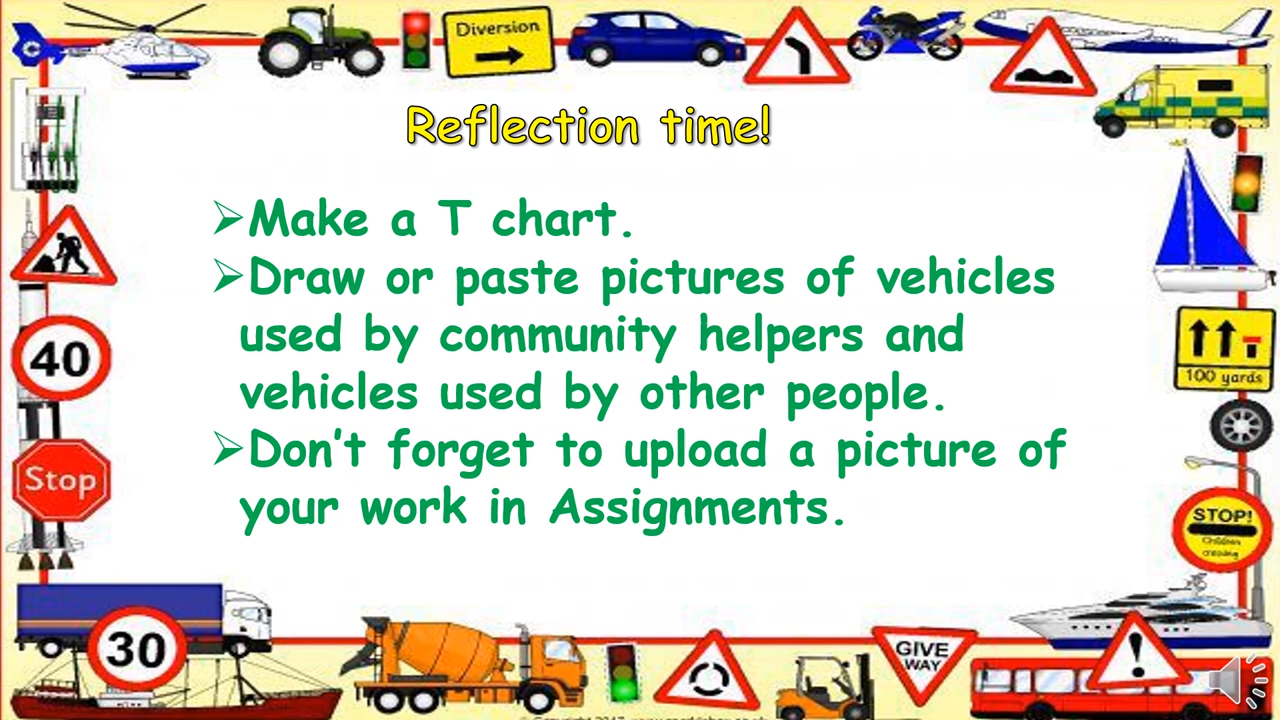 Diversion
Reflection time!
➢Make a T chart.
➢Draw or paste pictures of vehicles
used by community helpers and
vehicles used by other people.
➢Don't forget to upload a picture of
your work in Assignments.
40
100 yards
Stop
STOP!
Children
crossing
30
GIVE
WAY